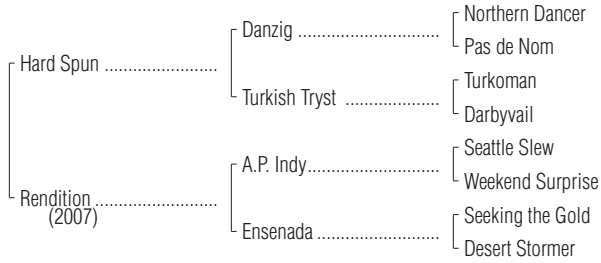 Northern Dancer
Danzig ..............................
Pas de Nom
Hard Spun ........................
Turkoman
Turkish Tryst ....................
Darbyvail
Seattle Slew
A.P. Indy............................
Weekend Surprise
Rendition ..........................
(2007)
Seeking the Gold
Ensenada ..........................
Desert Stormer